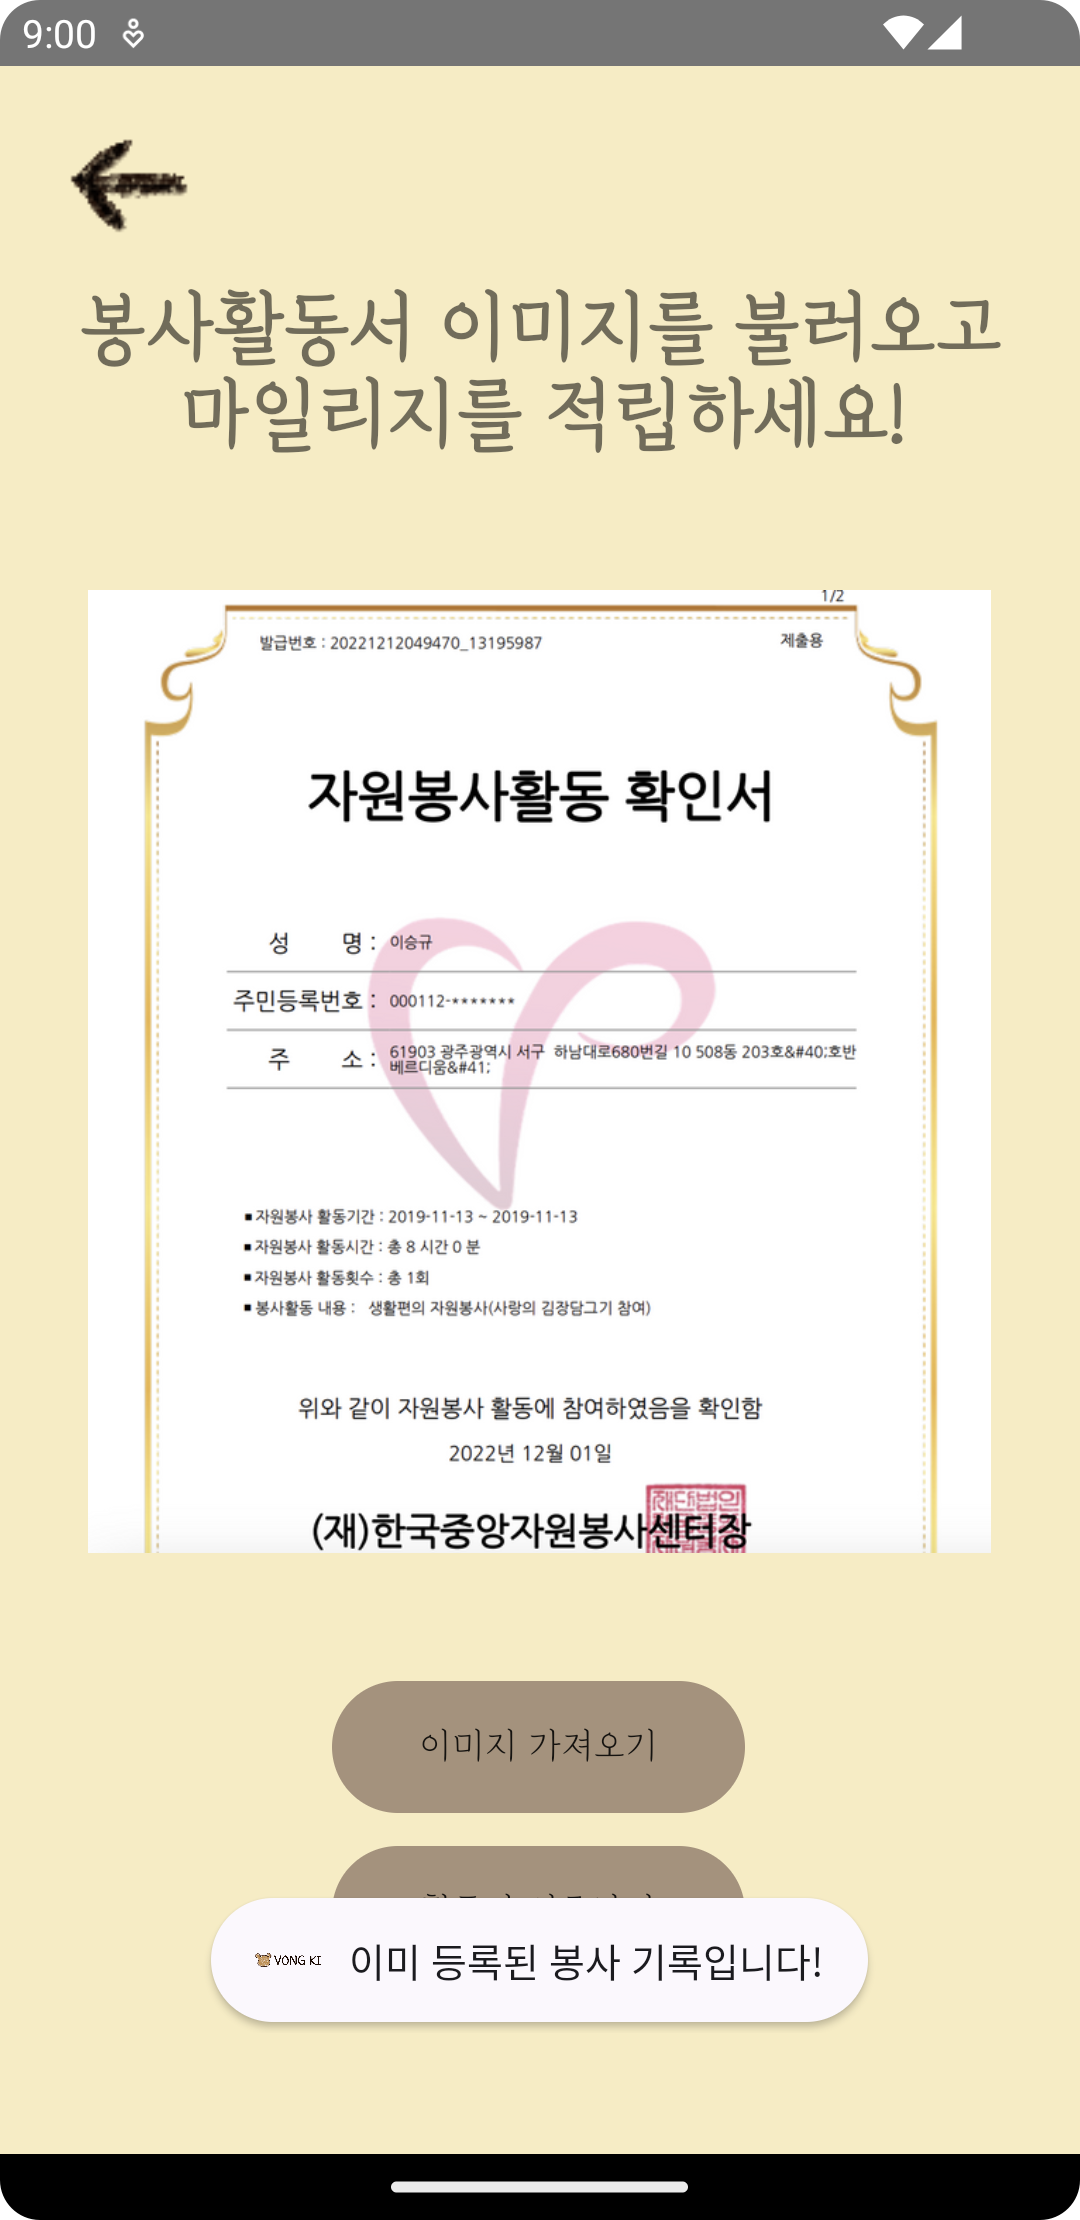 9:00
봉사활동서 이미지를 불러오고
마일리지를 적립하세요!
1/2
발급번호 : 20221212049470_13195987
제출용
자원봉사활동 확인서
성 명 : 이승규
주민등록번호 : 000112-*******
주 소 : 61903 광주광역시 서구 하남대로680번길 10 508동 203호&#40;호반
베르디움&#41;
■ 자원봉사 활동기간 : 2019-11-13 ~ 2019-11-13
■ 자원봉사 활동시간 : 총 8 시간 0 분
■ 자원봉사 활동횟수 : 총 1회
■ 봉사활동 내용 : 생활편의 자원봉사(사랑의 김장담그기 참여)
위와 같이 자원봉사 활동에 참여하였음을 확인함
2022년 12월 01일
(재)한국중앙자원봉사센터장
재단법인
이미지 가져오기
VONG KI 이미 등록된 봉사 기록입니다!